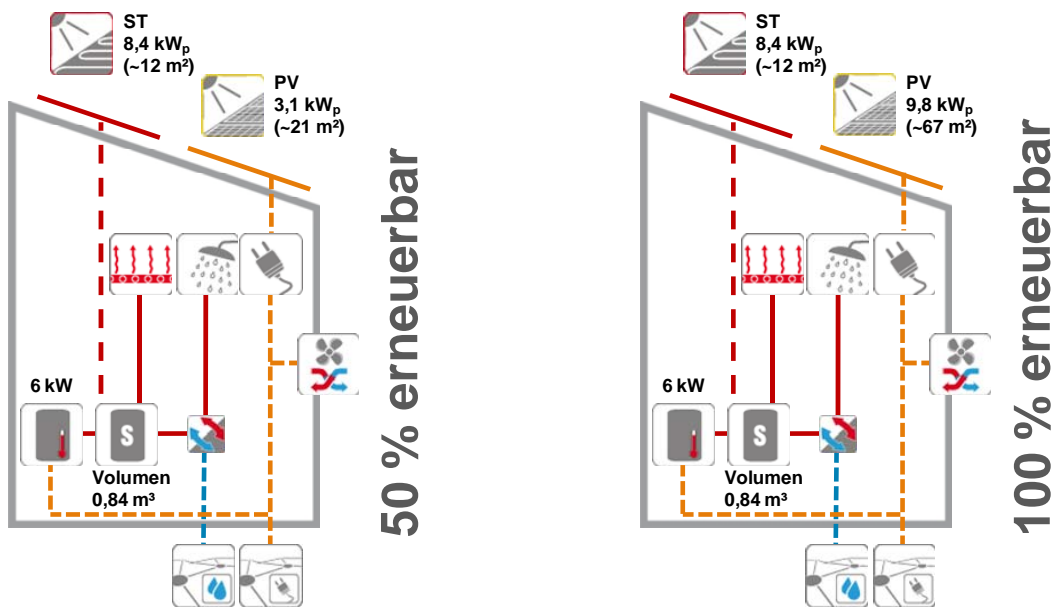 ST
8,4 kWp
(~12 m²)
PV
3,1 kWp
(~21 m²)
6 kW
S
Volumen
0,84 m³
50 % erneuerbar
ST
8,4 kWp
(~12 m²)
PV
9,8 kWp
(~67 m²)
6 kW
S
Volumen
0,84 m³
100 % erneuerbar